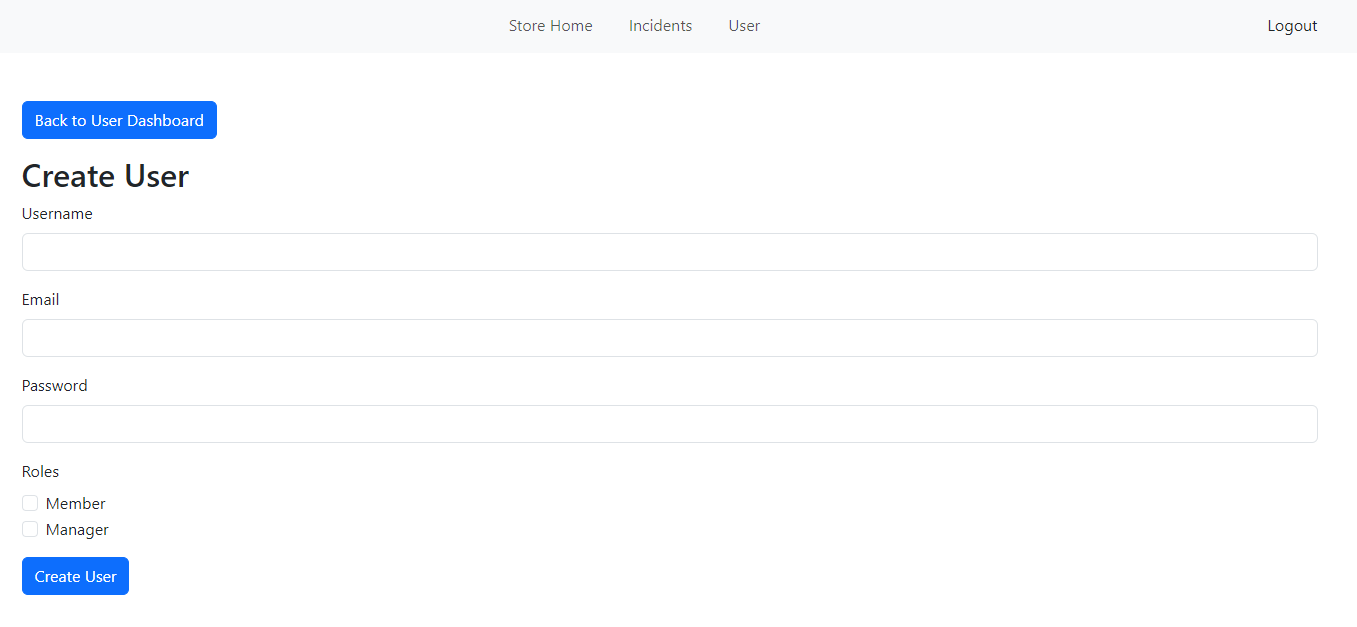 Store Home Incidents User Logout
Back to User Dashboard
Create User
Username
Email
Password
Roles
Member
Manager
Create User